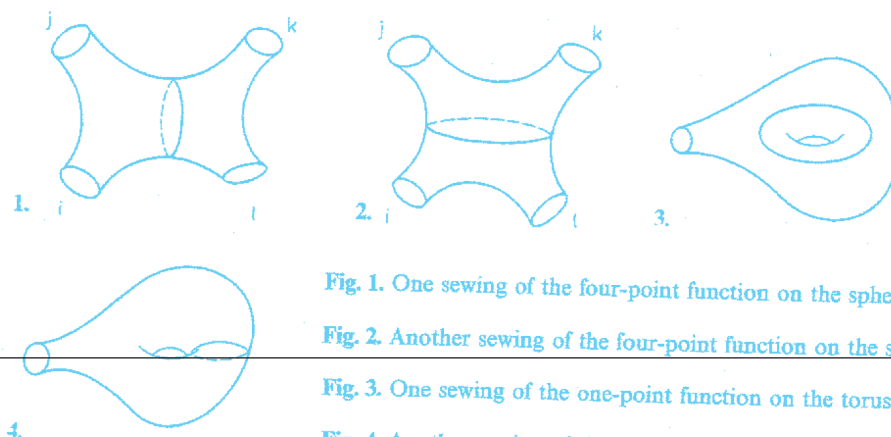 j
k
j
k
1. i
l
2. i
l
3.
4.
Fig. 1. One sewing of the four-point function on the sphe
Fig. 2. Another sewing of the four-point function on the s
Fig. 3. One sewing of the one-point function on the torus
Fig. 4.